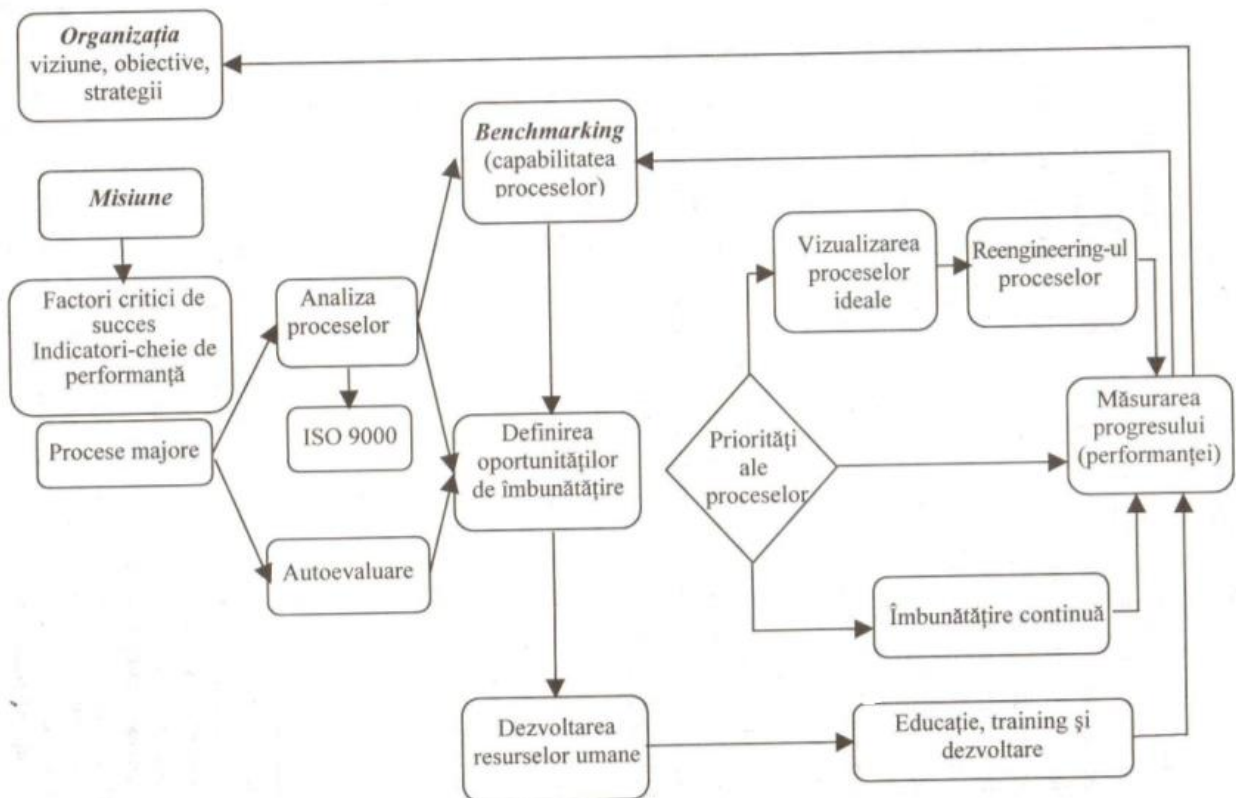 Organizația
viziune, obiective,
strategii
Benchmarking
(capabilitatea
proceselor)
Misiune
Vizualizarea
proceselor
ideale
Reengineering-ul
proceselor
Factori critici de
succes
Indicatori-cheie de
performanță
Analiza
proceselor
Măsurarea
progresului
(performanței)
Procese majore
ISO 9000
Definirea
oportunităților
de îmbunătățire
Priorități
ale
proceselor
Autoevaluare
Îmbunătățire continuă
Dezvoltarea
resurselor umane
Educație, training și
dezvoltare